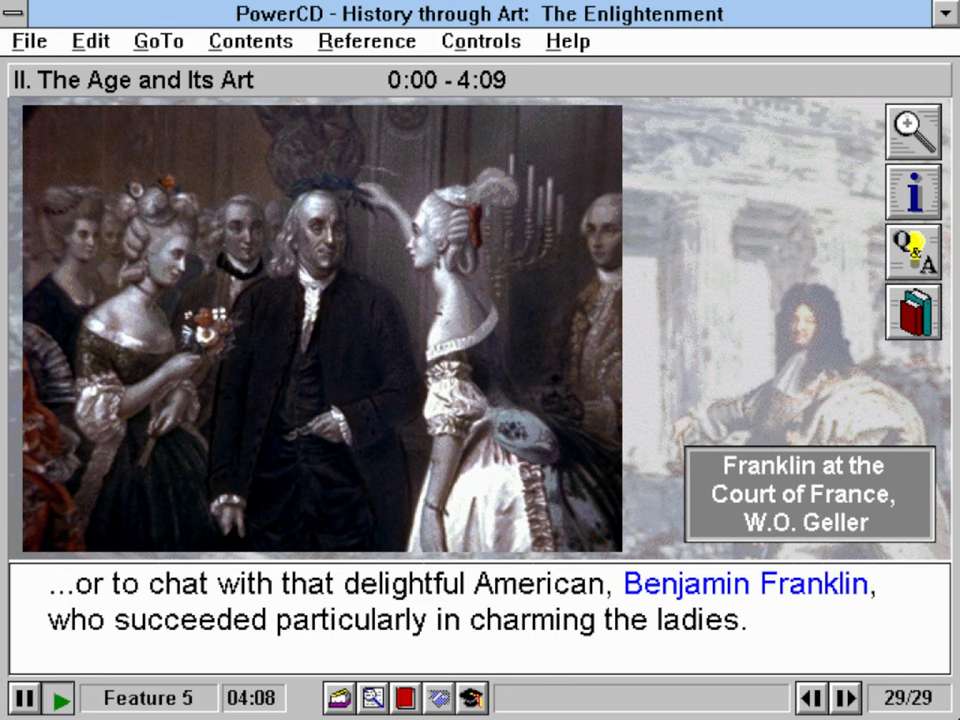 PowerCD - History through Art: The Enlightenment
File Edit GoTo Contents Reference Controls Help
II. The Age and Its Art 0:00 - 4:09
i
Q & A
Franklin at the
Court of France,
W.O. Geller
...or to chat with that delightful American, Benjamin Franklin,
who succeeded particularly in charming the ladies.
Feature 5 04:08 29/29